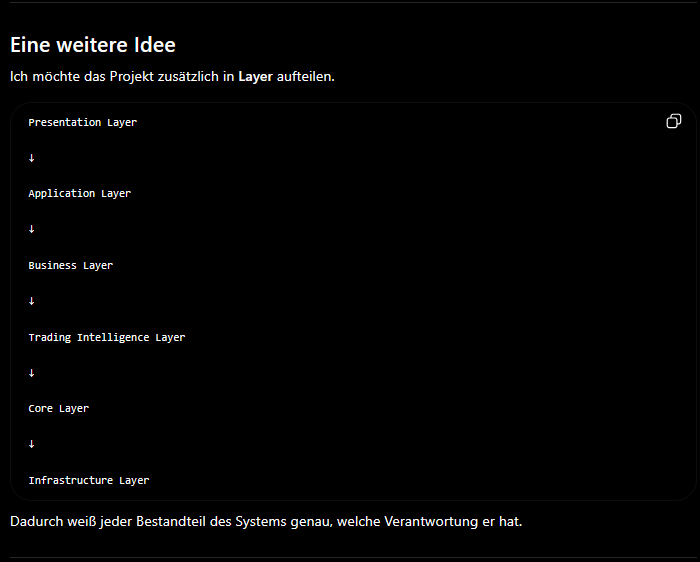 Eine weitere Idee
Ich möchte das Projekt zusätzlich in Layer aufteilen.
Presentation Layer
↓
Application Layer
↓
Business Layer
↓
Trading Intelligence Layer
↓
Core Layer
↓
Infrastructure Layer
Dadurch weiß jeder Bestandteil des Systems genau, welche Verantwortung er hat.